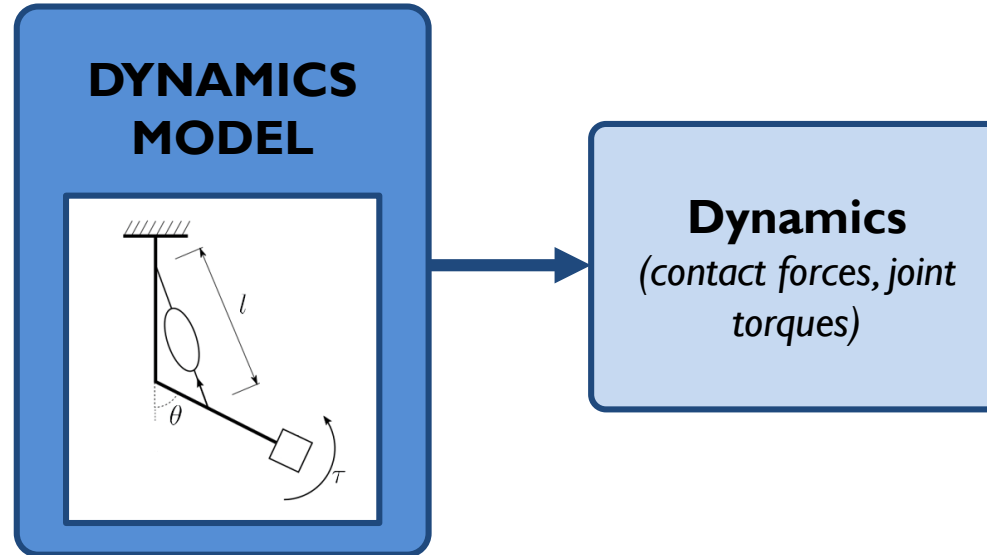 DYNAMICS
MODEL
l
θ
τ
Dynamics
(contact forces, joint
torques)